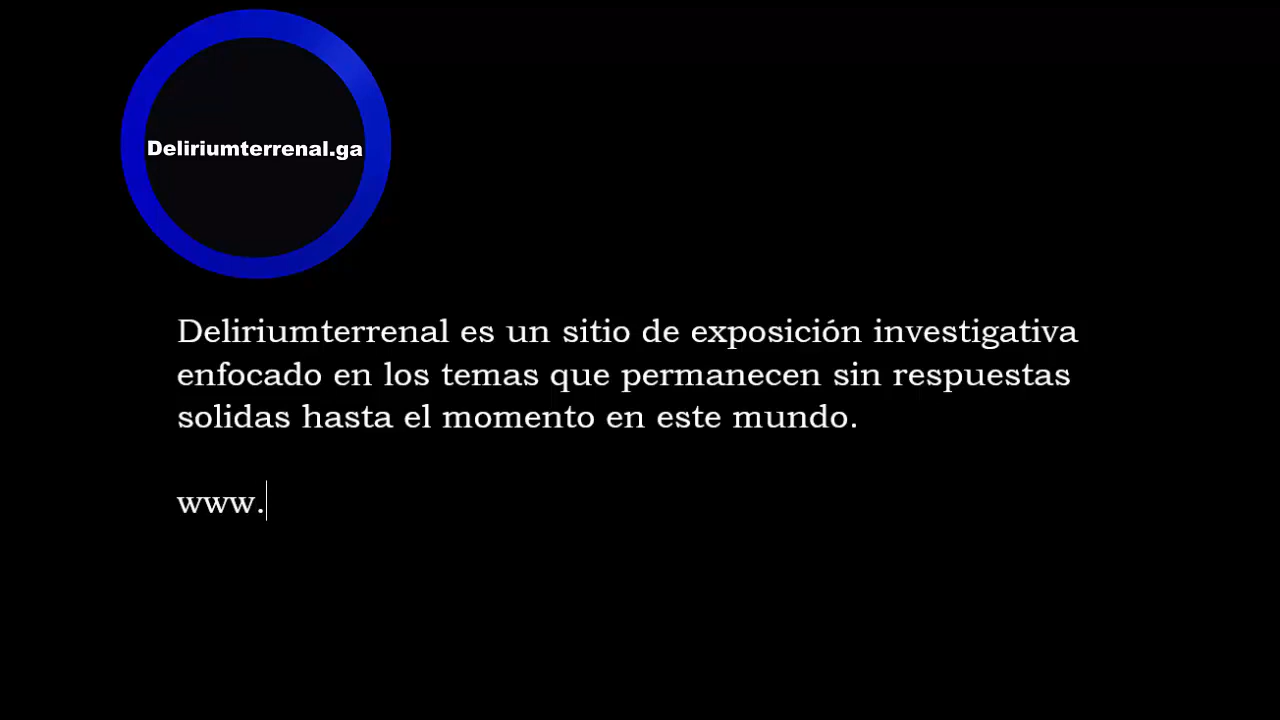 Deliriumterrenal.ga
Deliriumterrenal es un sitio de exposición investigativa
enfocado en los temas que permanecen sin respuestas
solidas hasta el momento en este mundo.
www.